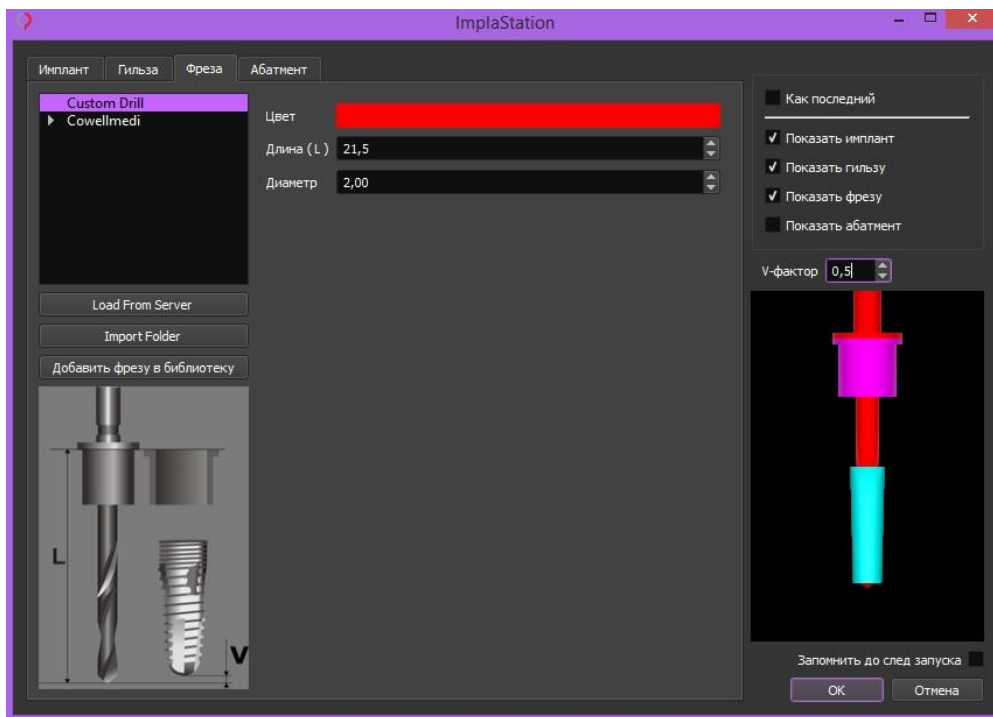 ImplaStation
Имплант Гильза Фреза Абатмент
Custom Drill
Cowellmedi
Load From Server
Import Folder
Добавить фрезу в библиотеку
L
V
Цвет
Длина ( L ) 21,5
Диаметр 2,00
Как последний
Показать имплант
Показать гильзу
Показать фрезу
Показать абатмент
V-фактор 0,5
Запомнить до след запуска
OK Отмена